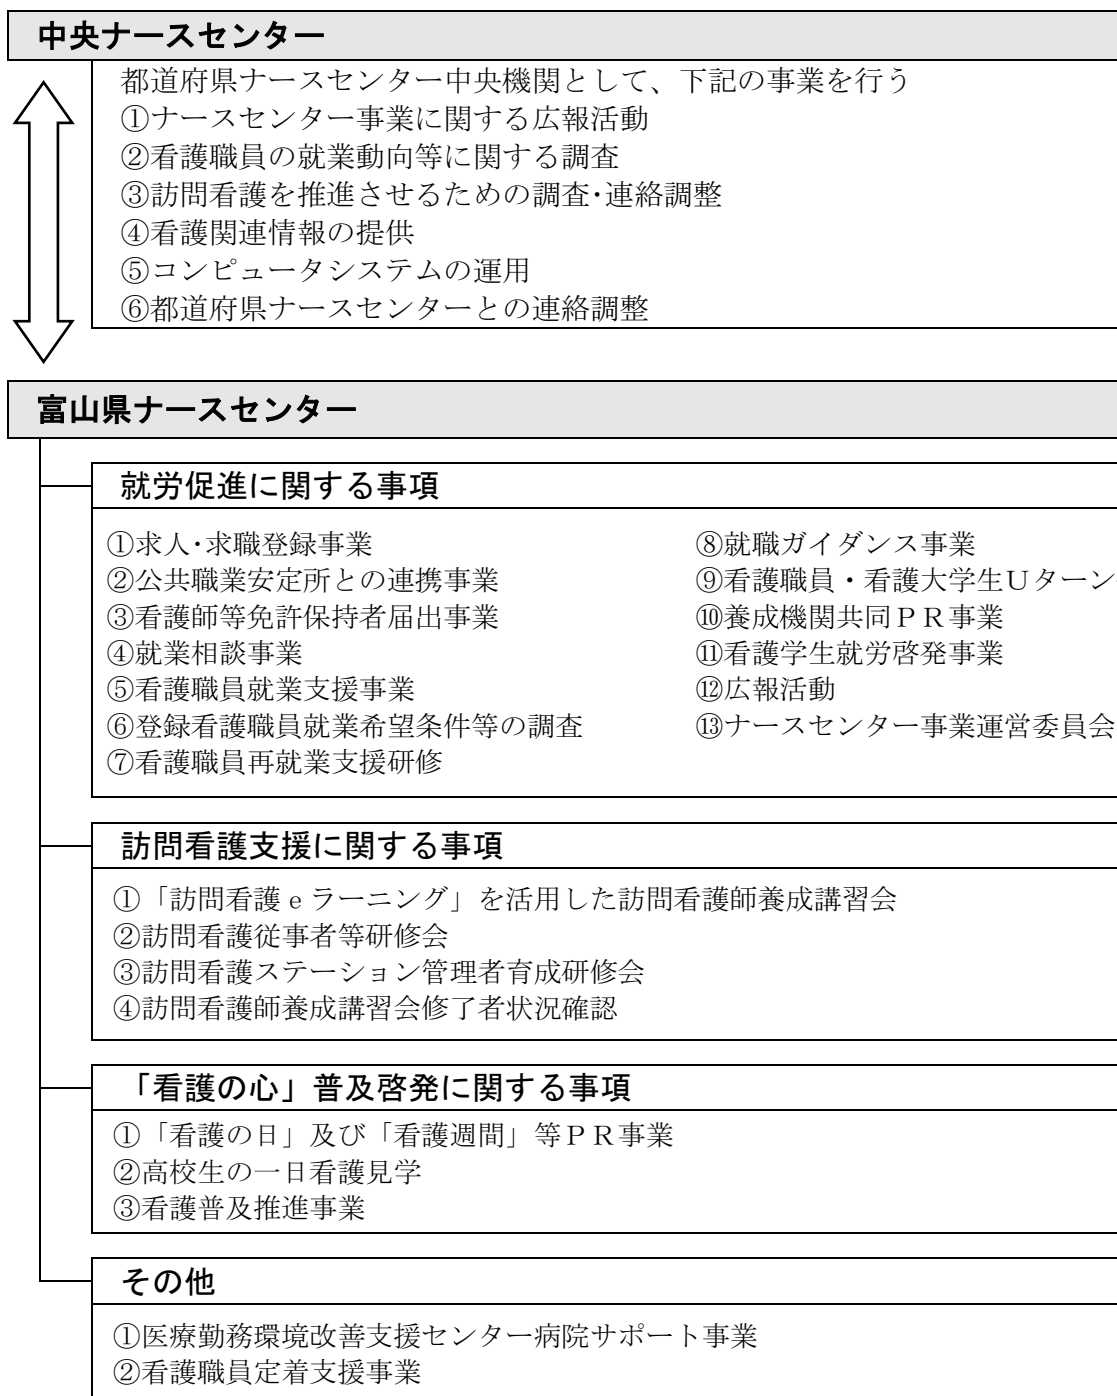 中央ナースセンター
都道府県ナースセンター中央機関として、下記の事業を行う
①ナースセンター事業に関する広報活動
②看護職員の就業動向等に関する調査
③訪問看護を推進させるための調査･連絡調整
④看護関連情報の提供
⑤コンピュータシステムの運用
⑥都道府県ナースセンターとの連絡調整
富山県ナースセンター
就労促進に関する事項
①求人･求職登録事業
②公共職業安定所との連携事業
③看護師等免許保持者届出事業
④就業相談事業
⑤看護職員就業支援事業
⑥登録看護職員就業希望条件等の調査
⑦看護職員再就業支援研修
⑧就職ガイダンス事業
⑨看護職員・看護大学生Uターン
⑩養成機関共同ＰＲ事業
⑪看護学生就労啓発事業
⑫広報活動
⑬ナースセンター事業運営委員会
訪問看護支援に関する事項
①「訪問看護 e ラーニング」を活用した訪問看護師養成講習会
②訪問看護従事者等研修会
③訪問看護ステーション管理者育成研修会
④訪問看護師養成講習会修了者状況確認
「看護の心」普及啓発に関する事項
①「看護の日」及び「看護週間」等ＰＲ事業
②高校生の一日看護見学
③看護普及推進事業
その他
①医療勤務環境改善支援センター病院サポート事業
②看護職員定着支援事業